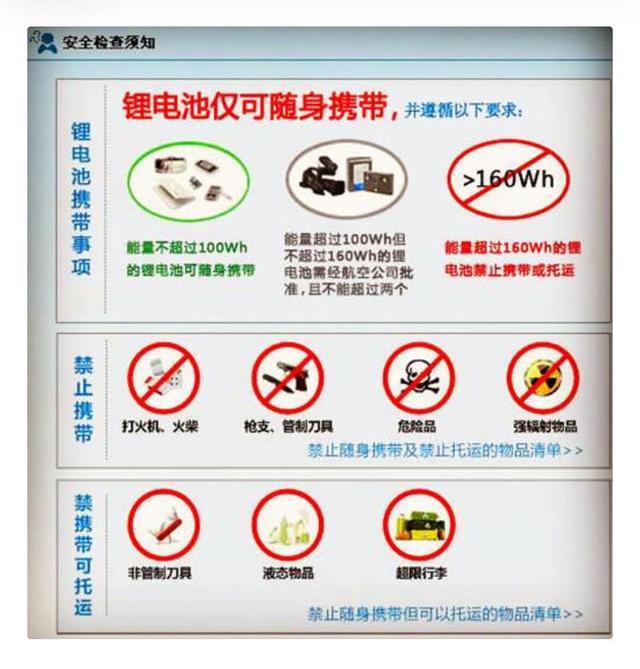 安全检查须知
锂电池携带事项
锂电池仅可随身携带，并遵循以下要求：
>160Wh
能量不超过100Wh
的锂电池可随身携带
能量超过100Wh但
不超过160Wh的锂
电池需经航空公司批
准，且不能超过两个
能量超过160Wh的锂
电池禁止携带或托运
禁止携带
打火机、火柴
枪支、管制刀具
危险品
强辐射物品
禁止随身携带及禁止托运的物品清单>>
禁携带可托运
非管制刀具
液态物品
超限行李
禁止随身携带但可以托运的物品清单>>